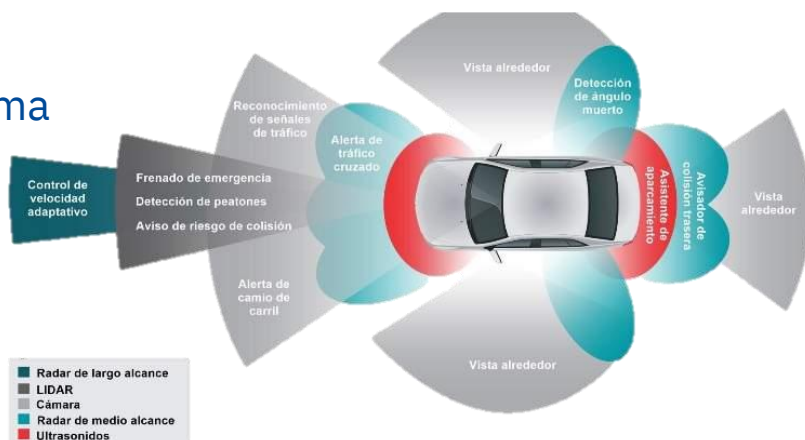 ma
Vista alrededor
Detección
de ángulo
muerto
Reconocimiento
de señales
de tráfico
Alerta de
tráfico
cruzado
Control de
velocidad
adaptativo
Frenado de emergencia
Detección de peatones
Aviso de riesgo de colisión
Asistente de
aparcamiento
Avisador de
colisión trasera
Vista
alrededor
Alerta de
camio de
carril
Vista alrededor
Radar de largo alcance
LIDAR
Cámara
Radar de medio alcance
Ultrasonidos